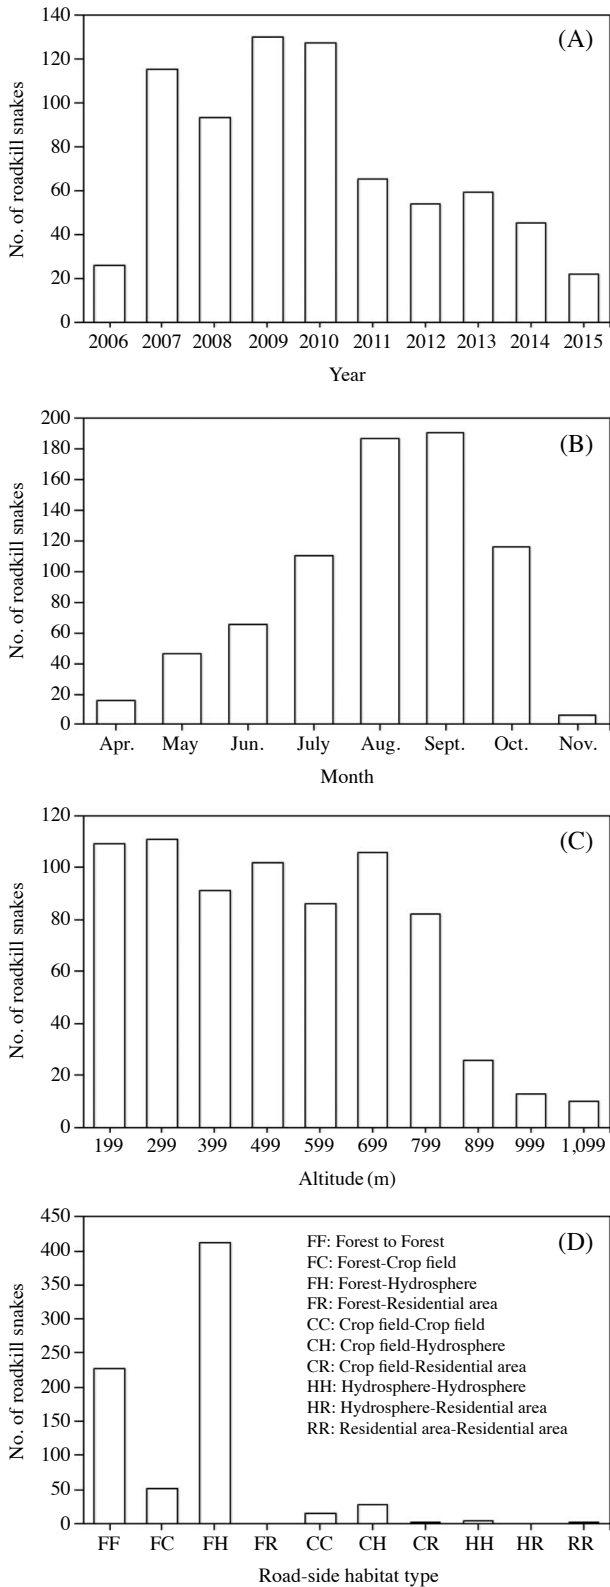 140
(A)
120
100
80
60
40
20
0
No. of roadkill snakes
2006 2007 2008 2009 2010 2011 2012 2013 2014 2015
Year
200
(B)
180
160
140
120
100
80
60
40
20
0
No. of roadkill snakes
Apr. May Jun. July Aug. Sept. Oct. Nov.
Month
120
(C)
100
80
60
40
20
0
No. of roadkill snakes
199 299 399 499 599 699 799 899 999 1,099
Altitude (m)
450
(D)
400
350
300
250
200
150
100
50
0
No. of roadkill snakes
FF: Forest to Forest
FC: Forest-Crop field
FH: Forest-Hydrosphere
FR: Forest-Residential area
CC: Crop field-Crop field
CH: Crop field-Hydrosphere
CR: Crop field-Residential area
HH: Hydrosphere-Hydrosphere
HR: Hydrosphere-Residential area
RR: Residential area-Residential area
FF FC FH FR CC CH CR HH HR RR
Road-side habitat type